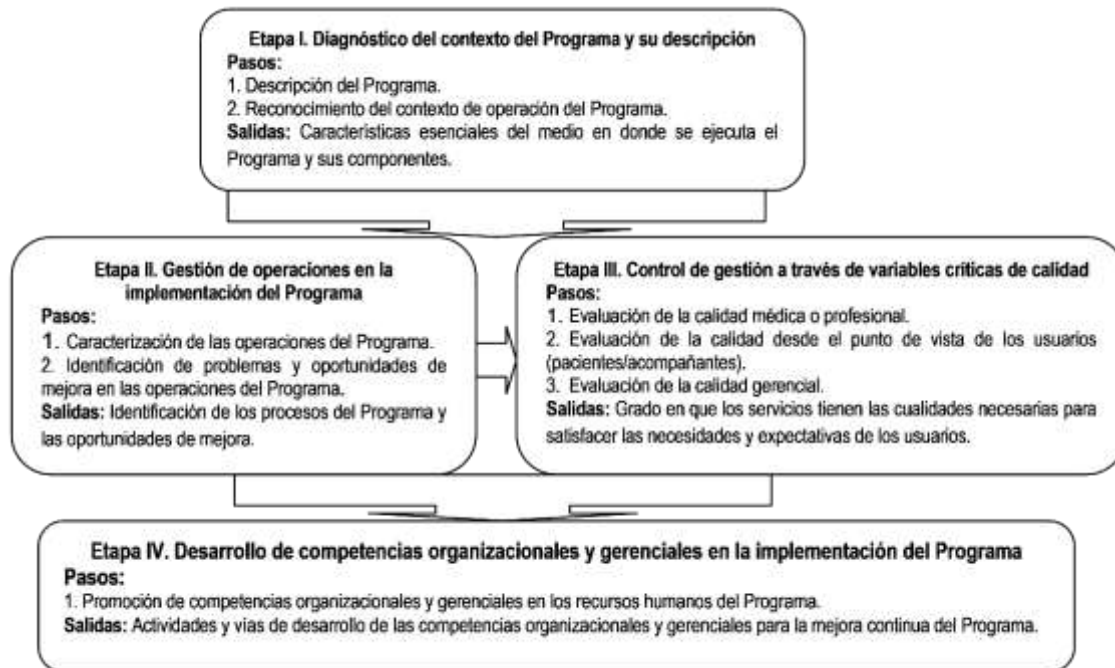 Etapa I. Diagnóstico del contexto del Programa y su descripción
Pasos:
1. Descripción del Programa.
2. Reconocimiento del contexto de operación del Programa.
Salidas: Características esenciales del medio en donde se ejecuta el
Programa y sus componentes.
Etapa II. Gestión de operaciones en la
implementación del Programa
Pasos:
1. Caracterización de las operaciones del Programa.
2. Identificación de problemas y oportunidades de
mejora en las operaciones del Programa.
Salidas: Identificación de los procesos del Programa y
las oportunidades de mejora.
Etapa III. Control de gestión a través de variables críticas de calidad
Pasos:
1. Evaluación de la calidad médica o profesional.
2. Evaluación de la calidad desde el punto de vista de los usuarios
(pacientes/acompañantes).
3. Evaluación de la calidad gerencial.
Salidas: Grado en que los servicios tienen las cualidades necesarias para
satisfacer las necesidades y expectativas de los usuarios.
Etapa IV. Desarrollo de competencias organizacionales y gerenciales en la implementación del Programa
Pasos:
1. Promoción de competencias organizacionales y gerenciales en los recursos humanos del Programa.
Salidas: Actividades y vías de desarrollo de las competencias organizacionales y gerenciales para la mejora continua del Programa.